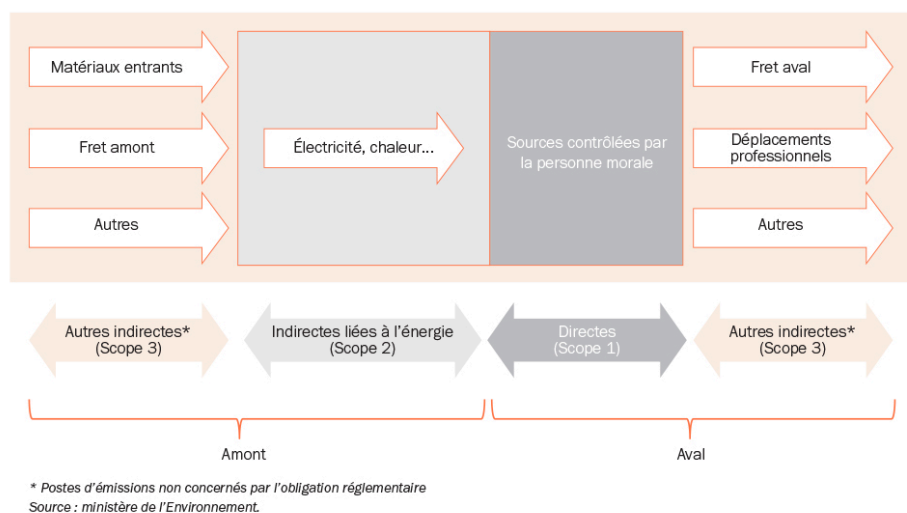 Matériaux entrants
Fret amont
Autres
Électricité, chaleur...
Sources contrôlées par
la personne morale
Fret aval
Déplacements
professionnels
Autres
Autres indirectes*
(Scope 3)
Indirectes liées à l'énergie
(Scope 2)
Directes
(Scope 1)
Autres indirectes*
(Scope 3)
Amont
Aval
* Postes d'émissions non concernés par l'obligation réglementaire
Source : ministère de l'Environnement.